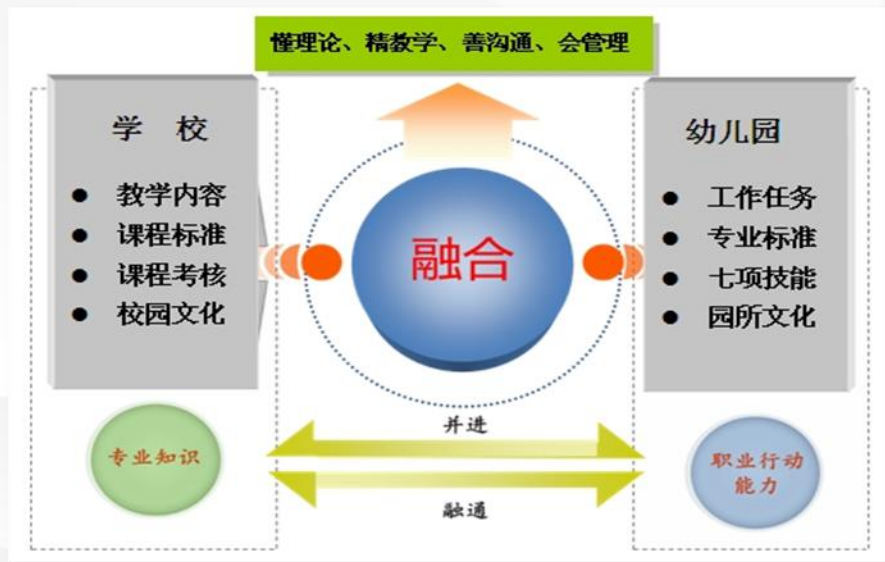 懂理论、精教学、善沟通、会管理
学 校
● 教学内容
● 课程标准
● 课程考核
● 校园文化
专业知识
融合
并进
融通
幼儿园
● 工作任务
● 专业标准
● 七项技能
● 园所文化
职业行动
能力